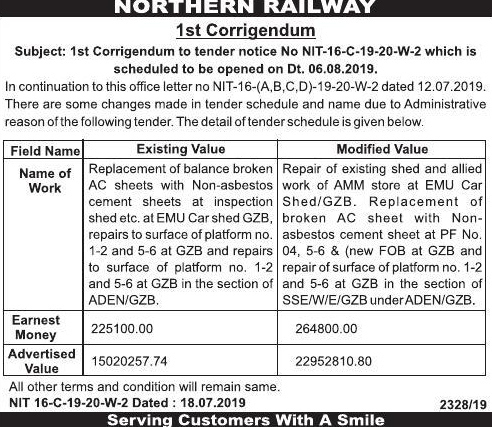 NORTHERN RAILWAY
1st Corrigendum
Subject: 1st Corrigendum to tender notice No NIT-16-C-19-20-W-2 which is
scheduled to be opened on Dt. 06.08.2019.
In continuation to this office letter no NIT-16-(A,B,C,D)-19-20-W-2 dated 12.07.2019.
There are some changes made in tender schedule and name due to Administrative
reason of the following tender. The detail of tender schedule is given below.
Field Name Existing Value Modified Value
Name of Work
Replacement of balance broken
AC sheets with Non-asbestos
cement sheets at inspection
shed etc. at EMU Car shed GZB,
repairs to surface of platform no.
1-2 and 5-6 at GZB and repairs
to surface of platform no. 1-2
and 5-6 at GZB in the section of
ADEN/GZB.
Repair of existing shed and allied
work of AMM store at EMU Car
Shed/GZB. Replacement of
broken AC sheet with Non-
asbestos cement sheet at PF No.
04, 5-6 & (new FOB at GZB and
repair of surface of platform no. 1-2
and 5-6 at GZB in the section of
SSE/W/E/GZB under ADEN/GZB.
Earnest Money 225100.00 264800.00
Advertised Value 15020257.74 22952810.80
All other terms and condition will remain same.
NIT 16-C-19-20-W-2 Dated : 18.07.2019 2328/19
Serving Customers With A Smile